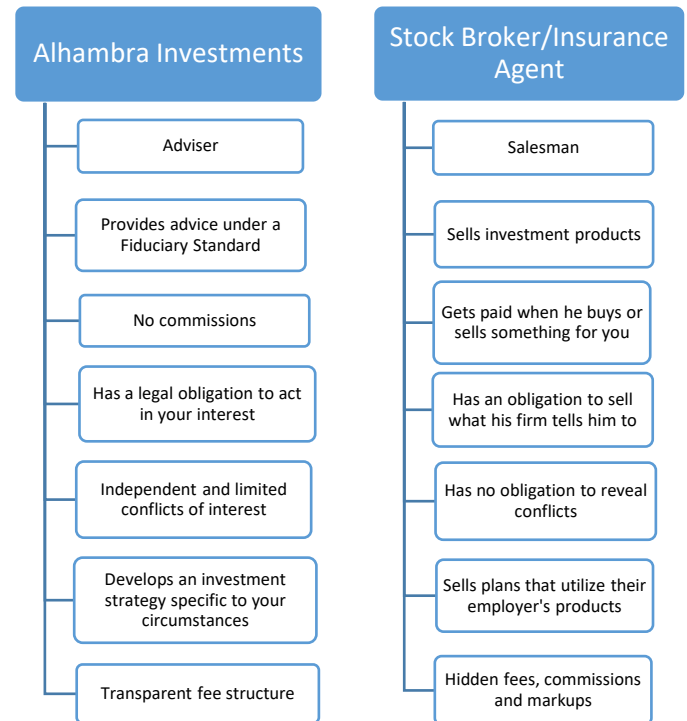 Alhambra Investments
Adviser
Provides advice under a
Fiduciary Standard
No commissions
Has a legal obligation to act
in your interest
Independent and limited
conflicts of interest
Develops an investment
strategy specific to your
circumstances
Transparent fee structure
Stock Broker/Insurance
Agent
Salesman
Sells investment products
Gets paid when he buys or
sells something for you
Has an obligation to sell
what his firm tells him to
Has no obligation to reveal
conflicts
Sells plans that utilize their
employer's products
Hidden fees, commissions
and markups